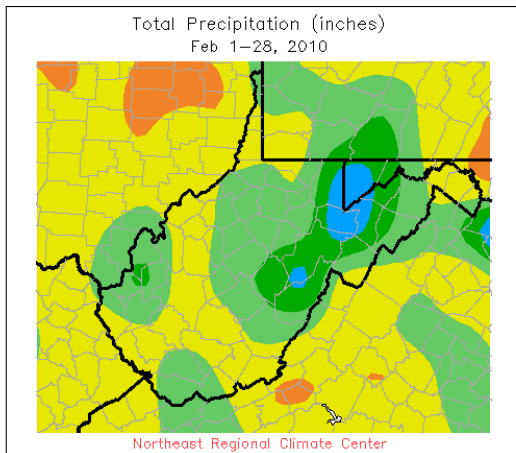 Total Precipitation (inches)
Feb 1–28, 2010
Northeast Regional Climate Center